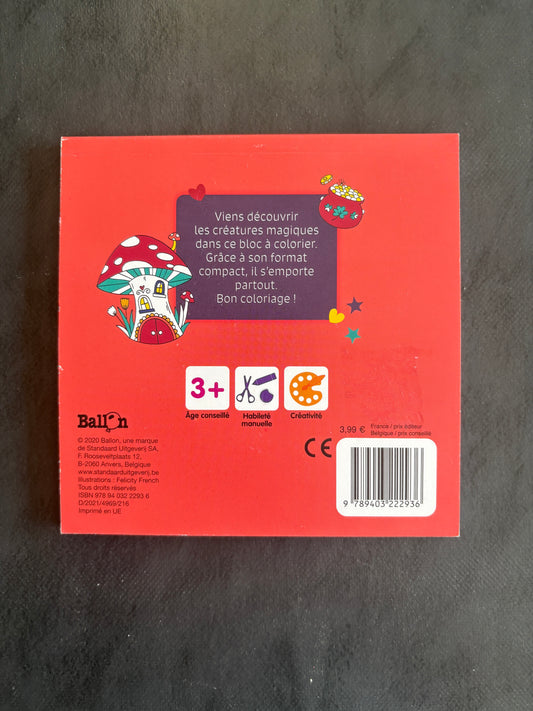 Viens découvrir
les créatures magiques
dans ce bloc à colorier.
Grâce à son format
compact, il s'emporte
partout.
Bon coloriage !
3+
Âge conseillé
Habileté
manuelle
Créativité
Ballon
© 2020 Ballon, une marque
de Standaard Uitgeverij SA.
F. Rooseveltplaats 12,
B-2060 Anvers, Belgique
www.standaarduitgeverij.be
Illustrations : Felicity French
Tous droits réservés
ISBN 978 94 032 2293 6
D/2021/4969/216
Imprimé en UE
3,99 €
France / prix éditeur
Belgique / prix conseillé
CE
9 789403 222936